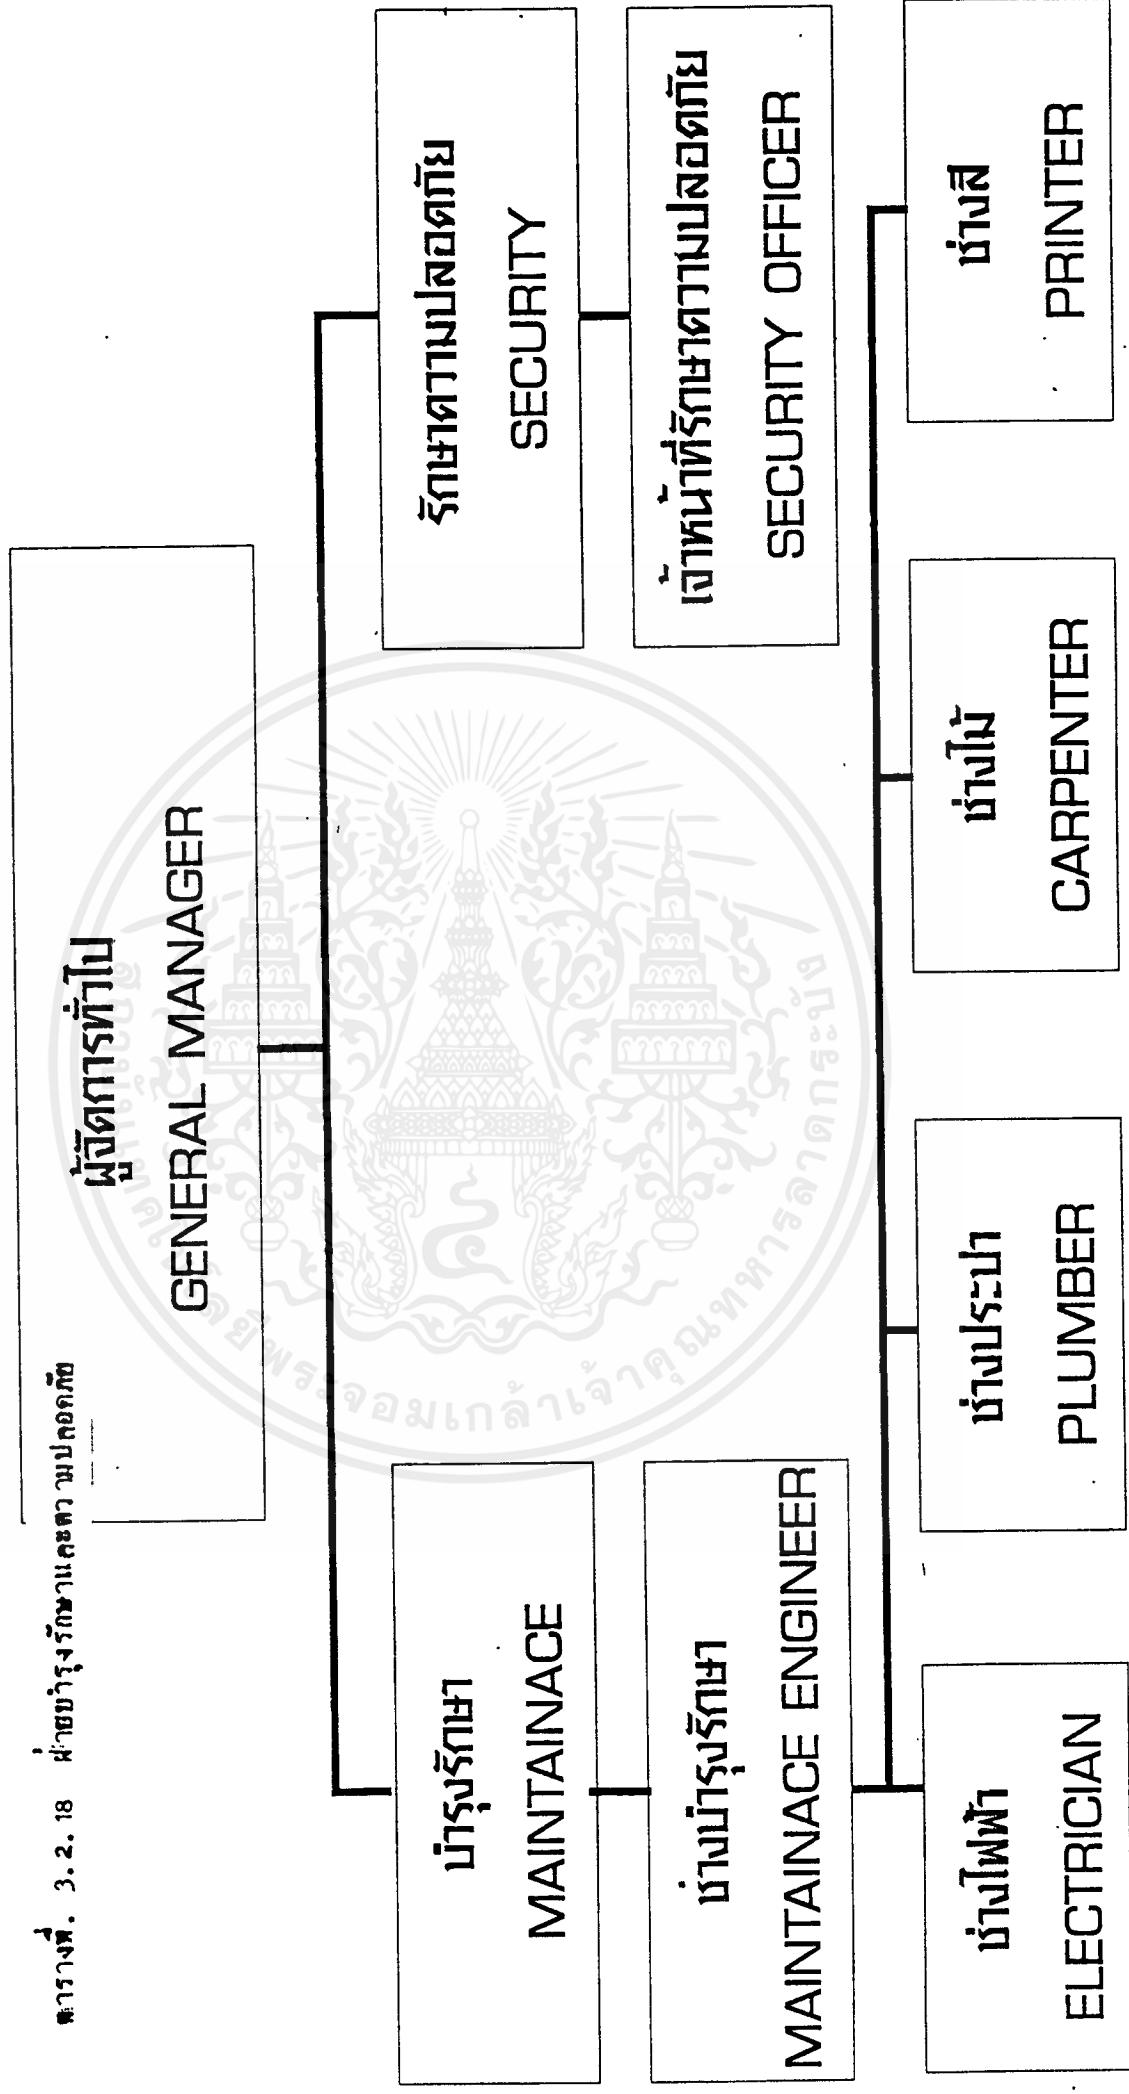 ตารางที่. 3.2.18 ฝ่ายบำรุงรักษาและความปลอดภัย
ผู้จัดการทั่วไป
GENERAL MANAGER
บำรุงรักษา
MAINTAINACE
รักษาความปลอดภัย
SECURITY
ช่างบำรุงรักษา
MAINTAINACE ENGINEER
เจ้าหน้าที่รักษาความปลอดภัย
SECURITY OFFICER
ช่างไฟฟ้า
ELECTRICIAN
ช่างประปา
PLUMBER
ช่างไม้
CARPENTER
ช่างสี
PRINTER